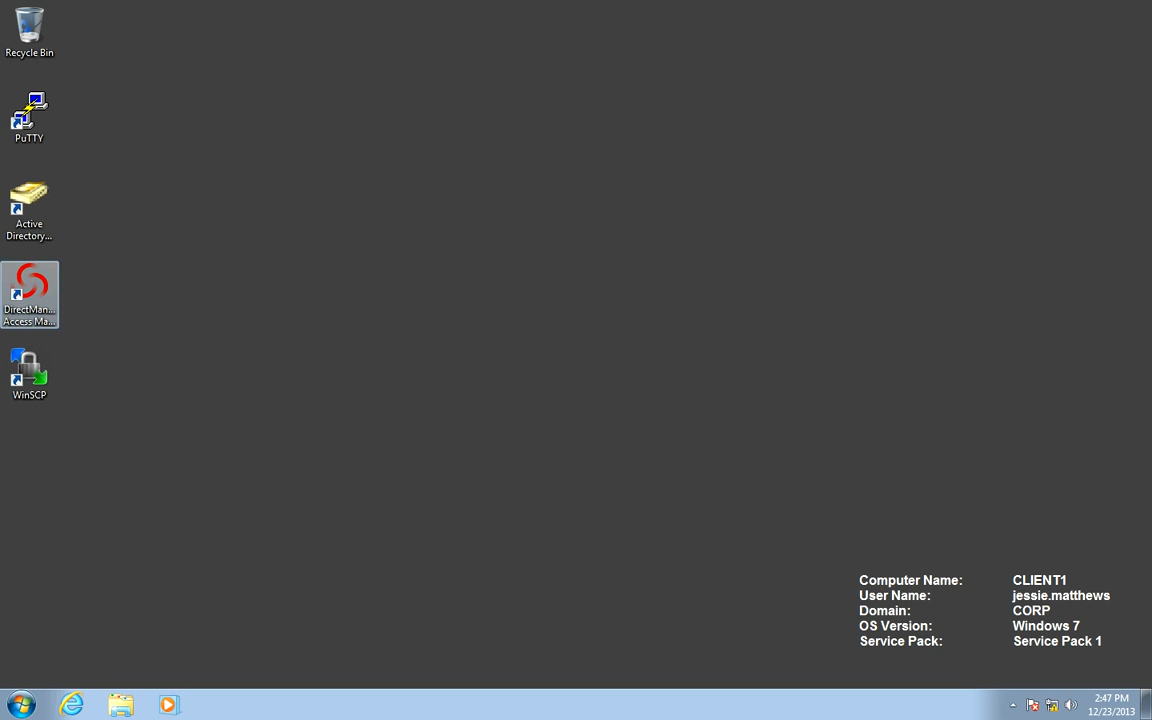 Recycle Bin
PuTTY
Active
Directory...
DirectMan...
Access Ma...
WinSCP
Computer Name: CLIENT1
User Name: jessie.matthews
Domain: CORP
OS Version: Windows 7
Service Pack: Service Pack 1
2:47 PM
12/23/2013